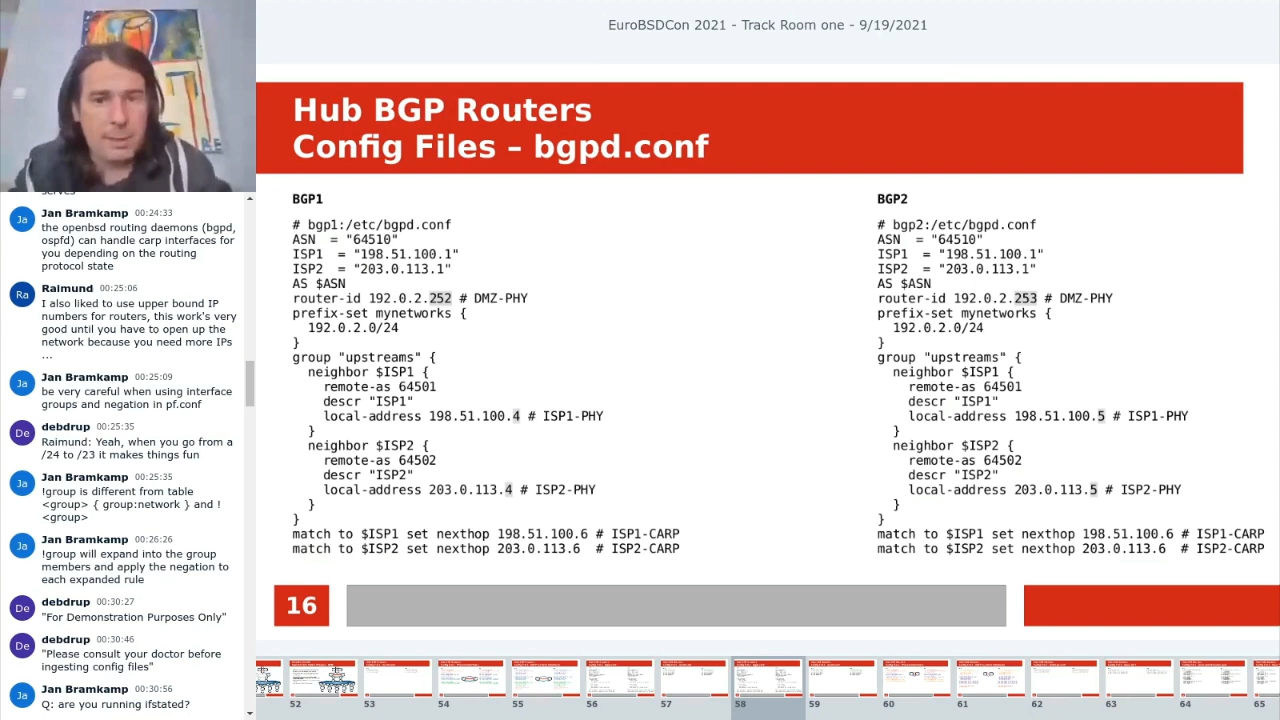 EuroBSDCon 2021 - Track Room one - 9/19/2021
serves
Ja
Jan Bramkamp 00:24:33
the openbsd routing daemons (bgpd,
ospfd) can handle carp interfaces for
you depending on the routing
protocol state
Ra
Raimund 00:25:06
I also liked to use upper bound IP
numbers for routers, this work's very
good until you have to open up the
network because you need more IPs
...
Ja
Jan Bramkamp 00:25:09
be very careful when using interface
groups and negation in pf.conf
De
debdrup 00:25:35
Raimund: Yeah, when you go from a
/24 to /23 it makes things fun
Ja
Jan Bramkamp 00:25:35
!group is different from table
<group> { group:network } and !
<group>
Ja
Jan Bramkamp 00:26:26
!group will expand into the group
members and apply the negation to
each expanded rule
De
debdrup 00:30:27
"For Demonstration Purposes Only"
De
debdrup 00:30:46
"Please consult your doctor before
ingesting config files"
Ja
Jan Bramkamp 00:30:56
Q: are you running ifstated?
Hub BGP Routers
Config Files – bgpd.conf
BGP1
# bgp1:/etc/bgpd.conf
ASN = "64510"
ISP1 = "198.51.100.1"
ISP2 = "203.0.113.1"
AS $ASN
router-id 192.0.2.252 # DMZ-PHY
prefix-set mynetworks {
192.0.2.0/24
}
group "upstreams" {
neighbor $ISP1 {
remote-as 64501
descr "ISP1"
local-address 198.51.100.4 # ISP1-PHY
}
neighbor $ISP2 {
remote-as 64502
descr "ISP2"
local-address 203.0.113.4 # ISP2-PHY
}
}
match to $ISP1 set nexthop 198.51.100.6 # ISP1-CARP
match to $ISP2 set nexthop 203.0.113.6 # ISP2-CARP
BGP2
# bgp2:/etc/bgpd.conf
ASN = "64510"
ISP1 = "198.51.100.1"
ISP2 = "203.0.113.1"
AS $ASN
router-id 192.0.2.253 # DMZ-PHY
prefix-set mynetworks {
192.0.2.0/24
}
group "upstreams" {
neighbor $ISP1 {
remote-as 64501
descr "ISP1"
local-address 198.51.100.5 # ISP1-PHY
}
neighbor $ISP2 {
remote-as 64502
descr "ISP2"
local-address 203.0.113.5 # ISP2-PHY
}
}
match to $ISP1 set nexthop 198.51.100.6 # ISP1-CARP
match to $ISP2 set nexthop 203.0.113.6 # ISP2-CARP
16
52 53 54 55 56 57 58 59 60 61 62 63 64 65